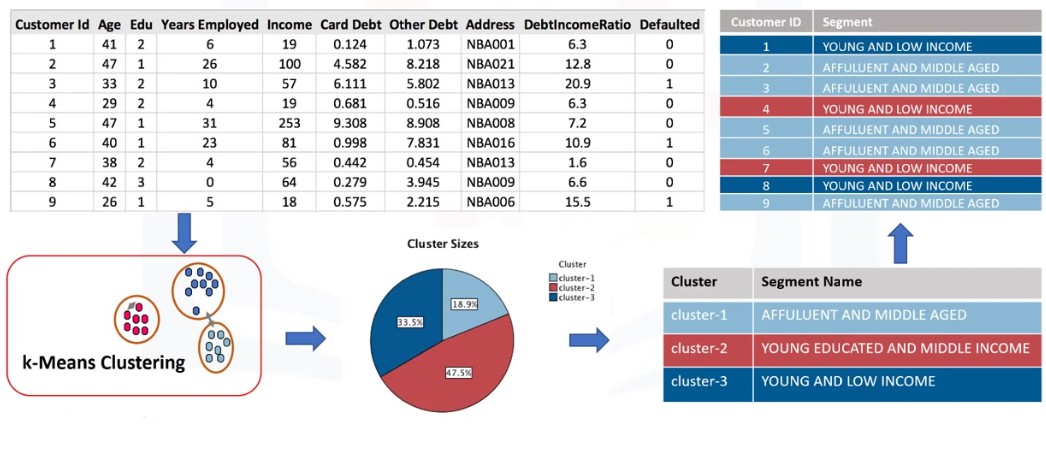 Customer Id Age Edu Years Employed Income Card Debt Other Debt Address DebtIncomeRatio Defaulted
1 41 2 6 19 0.124 1.073 NBA001 6.3 0
2 47 1 26 100 4.582 8.218 NBA021 12.8 0
3 33 2 10 57 6.111 5.802 NBA013 20.9 1
4 29 2 4 19 0.681 0.516 NBA009 6.3 0
5 47 1 31 253 9.308 8.908 NBA008 7.2 0
6 40 1 23 81 0.998 7.831 NBA016 10.9 1
7 38 2 4 56 0.442 0.454 NBA013 1.6 0
8 42 3 0 64 0.279 3.945 NBA009 6.6 0
9 26 1 5 18 0.575 2.215 NBA006 15.5 1
Customer ID Segment
1 YOUNG AND LOW INCOME
2 AFFULUENT AND MIDDLE AGED
3 AFFULUENT AND MIDDLE AGED
4 YOUNG AND LOW INCOME
5 AFFULUENT AND MIDDLE AGED
6 AFFULUENT AND MIDDLE AGED
7 YOUNG AND LOW INCOME
8 YOUNG AND LOW INCOME
9 AFFULUENT AND MIDDLE AGED
k-Means Clustering
Cluster Sizes
Cluster
cluster-1
cluster-2
cluster-3
18.9%
33.5%
47.5%
Cluster Segment Name
cluster-1 AFFULUENT AND MIDDLE AGED
cluster-2 YOUNG EDUCATED AND MIDDLE INCOME
cluster-3 YOUNG AND LOW INCOME